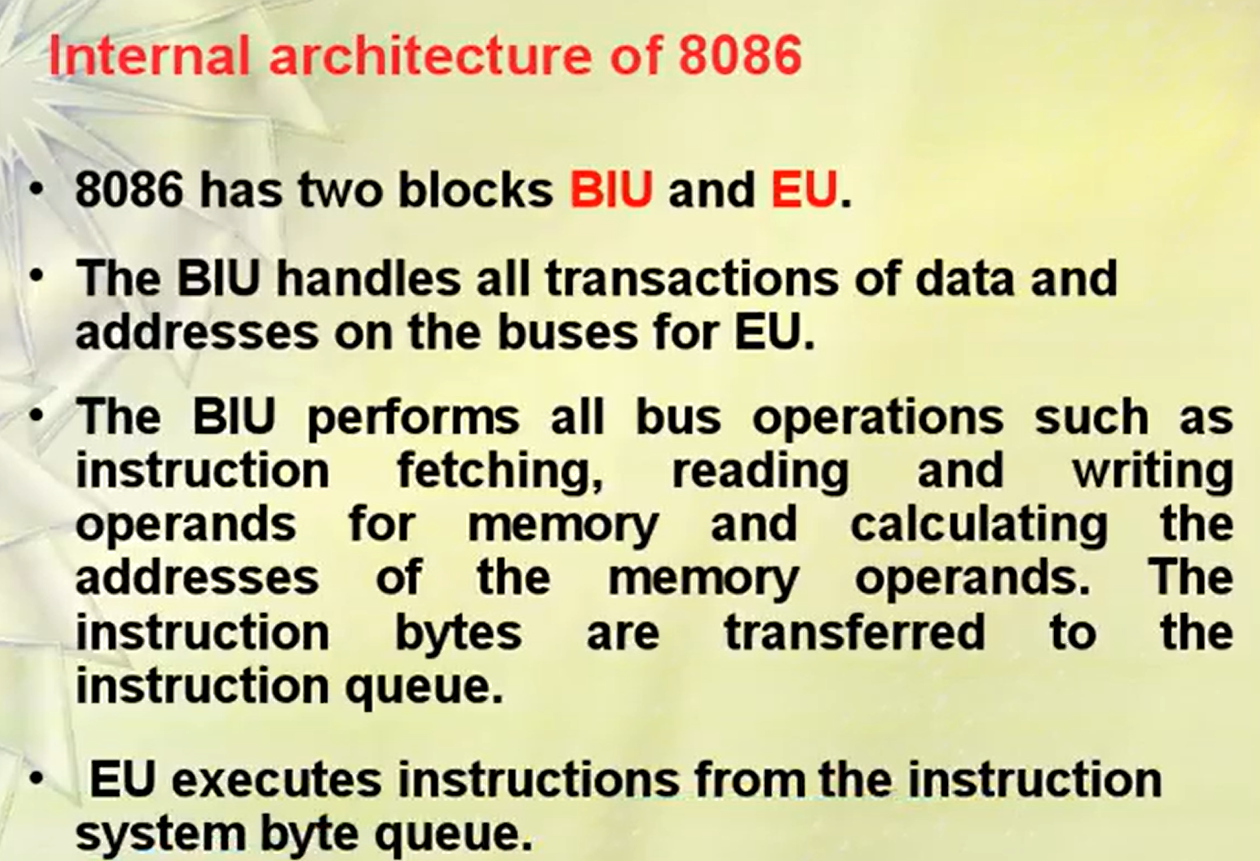 Internal architecture of 8086
• 8086 has two blocks BIU and EU.
• The BIU handles all transactions of data and
addresses on the buses for EU.
• The BIU performs all bus operations such as
instruction fetching, reading and writing
operands for memory and calculating the
addresses of the memory operands. The
instruction bytes are transferred to the
instruction queue.
• EU executes instructions from the instruction
system byte queue.